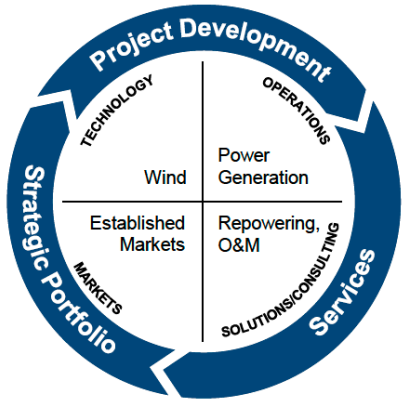 Project Development
TECHNOLOGY
OPERATIONS
Wind
Power
Generation
Established
Markets
Repowering,
O&M
MARKETS
SOLUTIONS/CONSULTING
Strategic Portfolio
Services